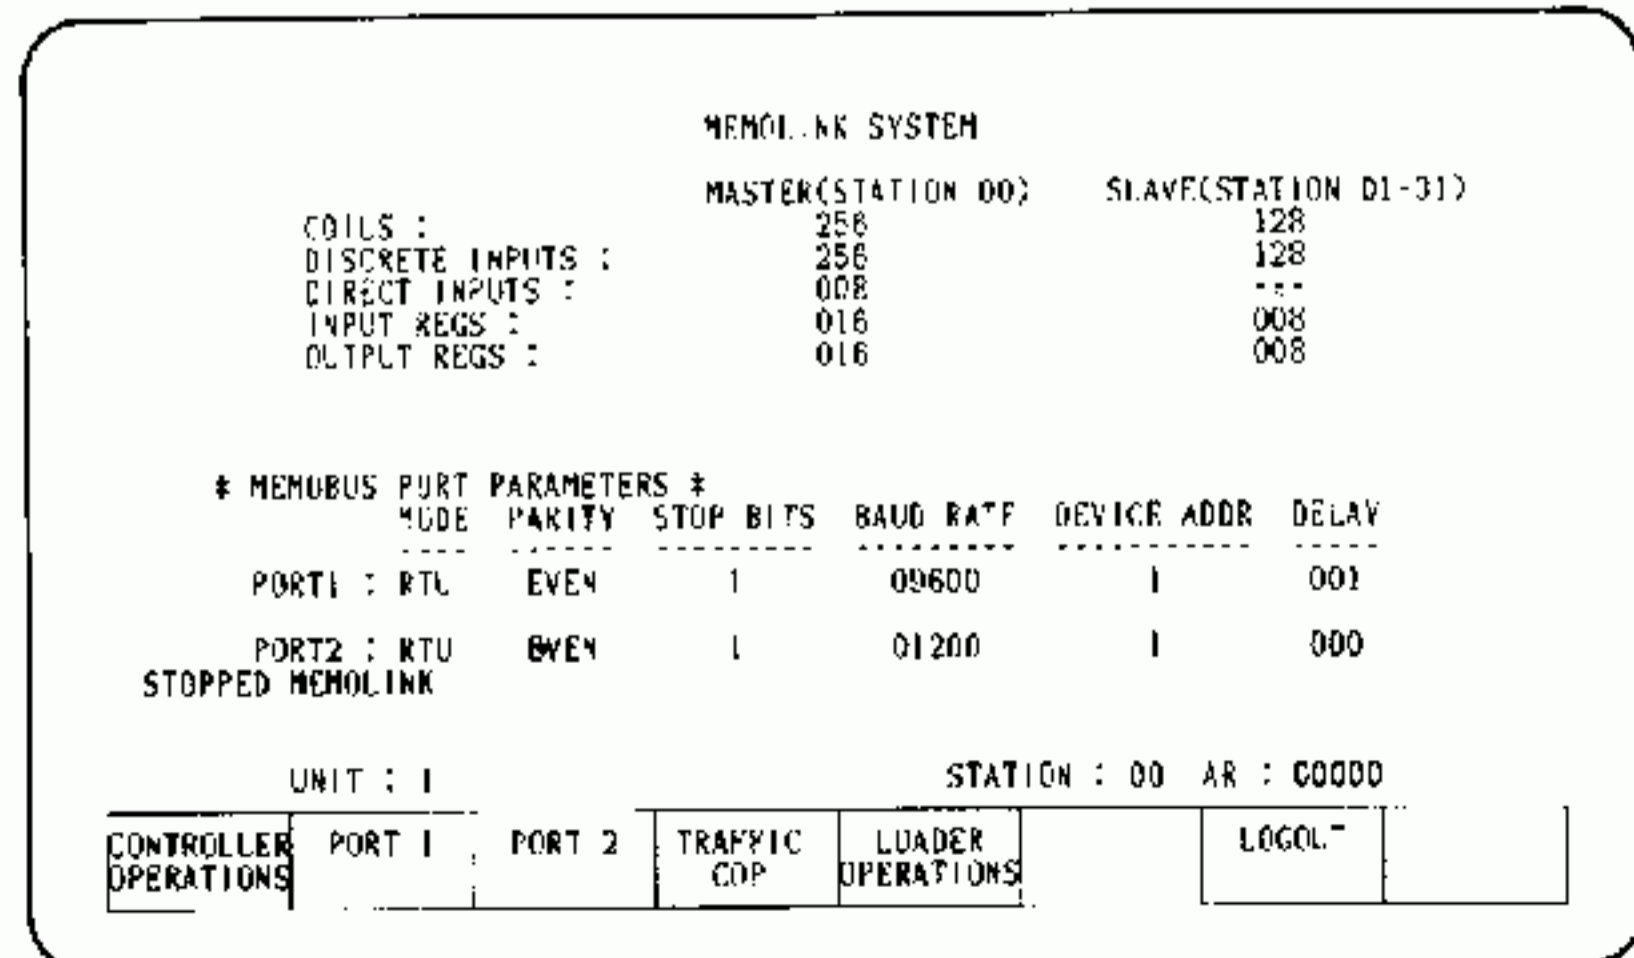 MEMOLINK SYSTEM
MASTER(STATION 00) SLAVE(STATION 01-31)
COILS : 256 128
DISCRETE INPUTS : 256 128
DIRECT INPUTS : 008 ---
INPUT REGS : 016 008
OUTPUT REGS : 016 008
* MEMOBUS PORT PARAMETERS *
MODE PARITY STOP BITS BAUD RATE DEVICE ADDR DELAY
---- ------ --------- --------- ----------- -----
PORT1 : RTU EVEN 1 09600 1 001
PORT2 : RTU EVEN 1 01200 1 000
STOPPED MEMOLINK
UNIT : 1 STATION : 00 AR : 00000
CONTROLLER OPERATIONS PORT 1 PORT 2 TRAFFIC COP LOADER OPERATIONS LOGOUT